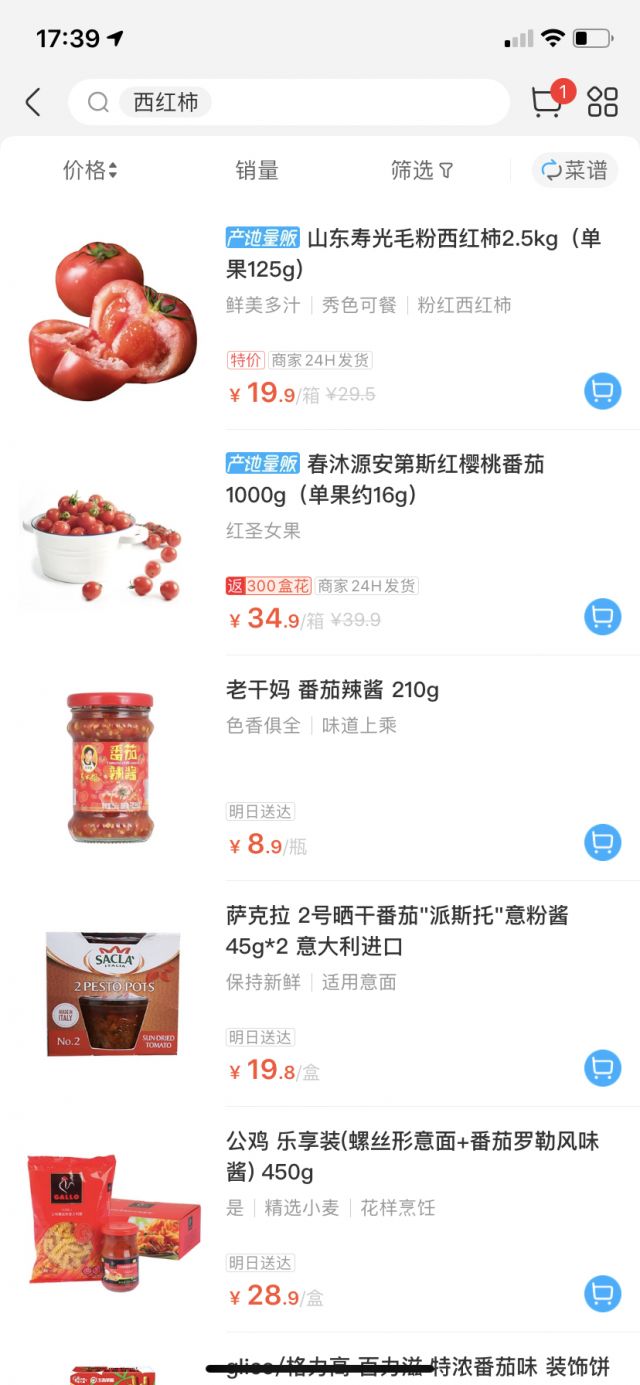 17:39
西红柿
1
价格
销量
筛选
菜谱
产地量贩 山东寿光毛粉西红柿2.5kg（单
果125g）
鲜美多汁｜秀色可餐｜粉红西红柿
特价 商家24H发货
¥19.9/箱 ¥29.5
产地量贩 春沐源安第斯红樱桃番茄
1000g（单果约16g）
红圣女果
返300盒花 商家24H发货
¥34.9/箱 ¥39.9
番茄
辣酱
老干妈 番茄辣酱 210g
色香俱全｜味道上乘
明日送达
¥8.9/瓶
SACLA'
ITALIA
2 PESTO POTS
MADE IN
ITALY
No.2
SUN-DRIED
TOMATO
萨克拉 2号晒干番茄"派斯托"意粉酱
45g*2 意大利进口
保持新鲜｜适用意面
明日送达
¥19.8/盒
GALLO
公鸡 乐享装(螺丝形意面+番茄罗勒风味
酱) 450g
是｜精选小麦｜花样烹饪
明日送达
¥28.9/盒
glico/格力高 百力滋 特浓番茄味 装饰饼